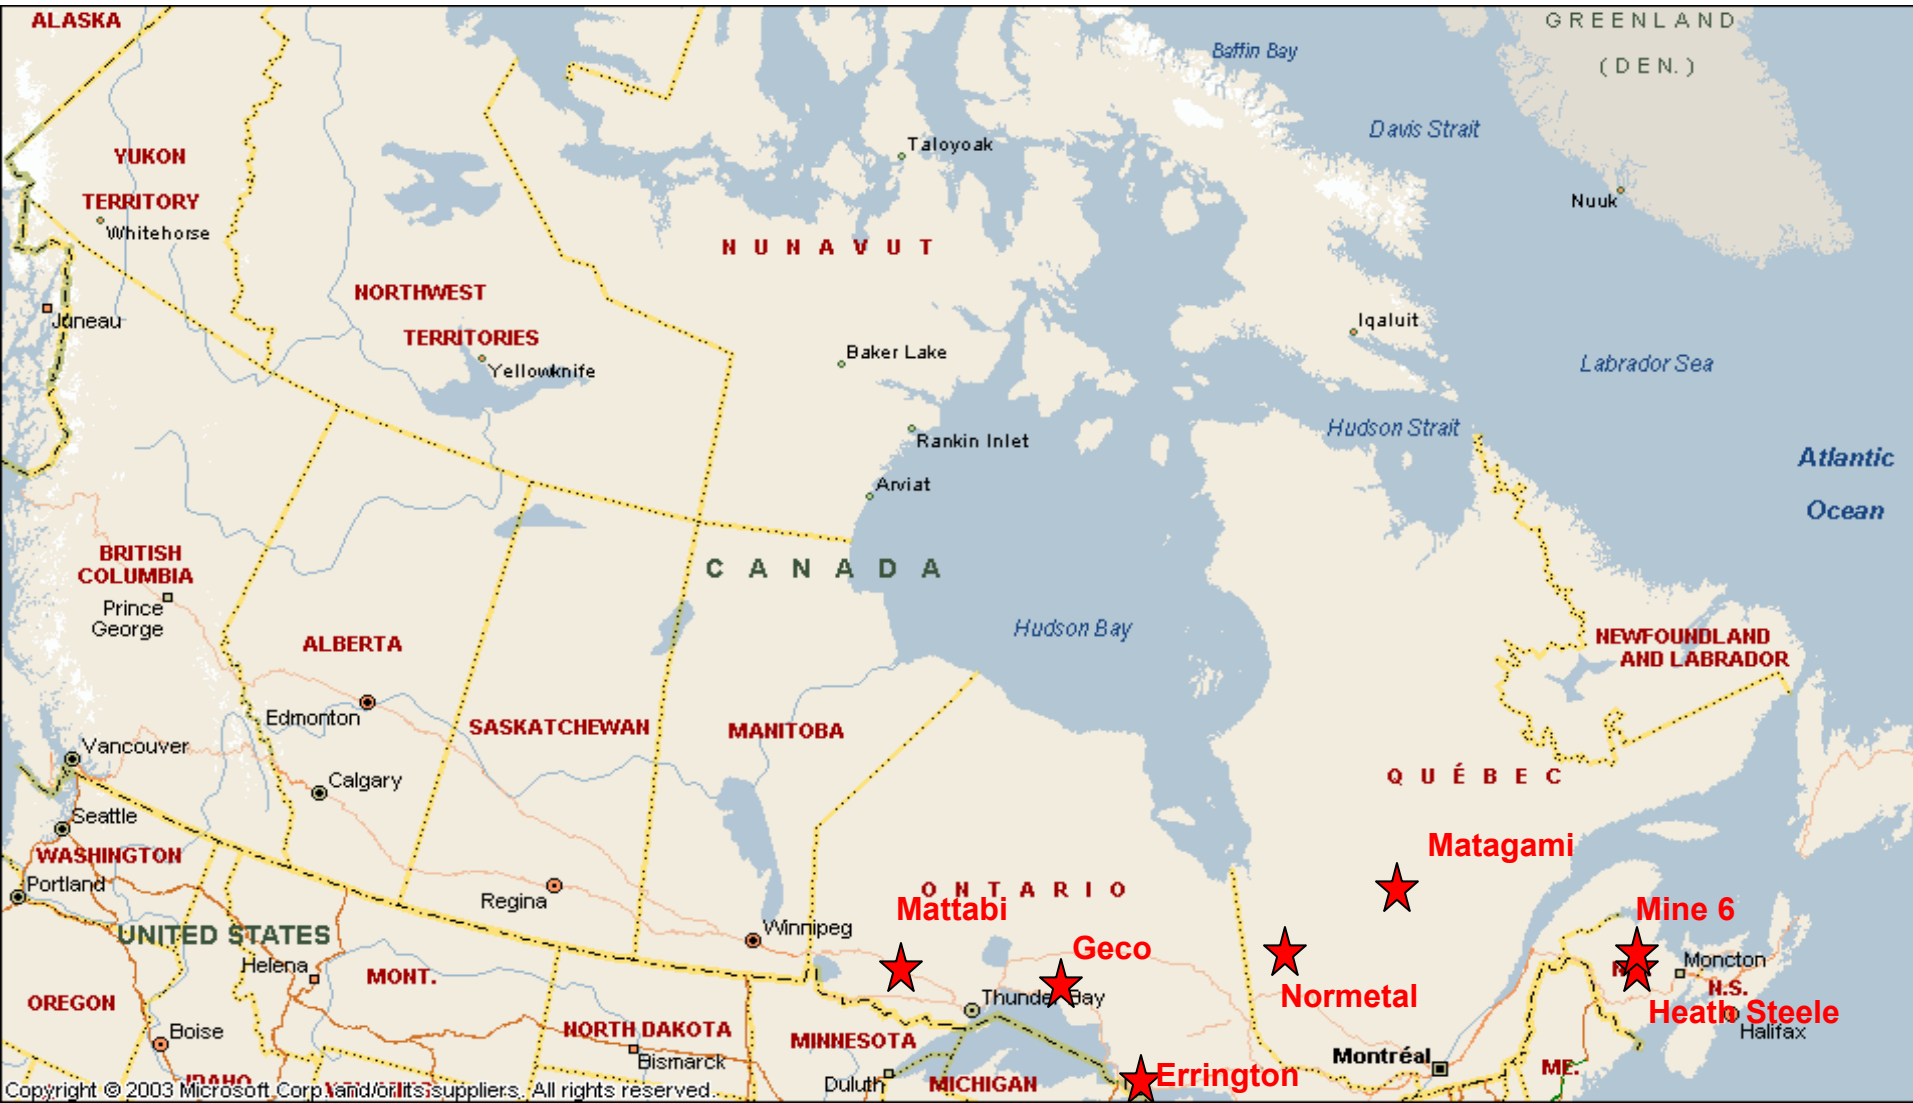 ALASKA
GREENLAND
(DEN.)
Baffin Bay
Davis Strait
Taloyoak
YUKON
TERRITORY
Whitehorse
Nuuk
NUNAVUT
NORTHWEST
TERRITORIES
Yellowknife
Juneau
Iqaluit
Baker Lake
Labrador Sea
Hudson Strait
Rankin Inlet
Arviat
Atlantic
Ocean
BRITISH
COLUMBIA
Prince
George
CANADA
Hudson Bay
ALBERTA
NEWFOUNDLAND
AND LABRADOR
Edmonton
SASKATCHEWAN
MANITOBA
Vancouver
Calgary
QUÉBEC
Seattle
WASHINGTON
Matagami
Portland
Regina
ONTARIO
Mattabi
Mine 6
Winnipeg
UNITED STATES
Geco
Helena
MONT.
Moncton
N.S.
OREGON
Thunder Bay
Normetal
Heath Steele
Boise
NORTH DAKOTA
MINNESOTA
Halifax
Bismarck
Montréal
ME.
Errington
Duluth
MICHIGAN
IDAHO
Copyright © 2003 Microsoft Corp. and/or its suppliers. All rights reserved.